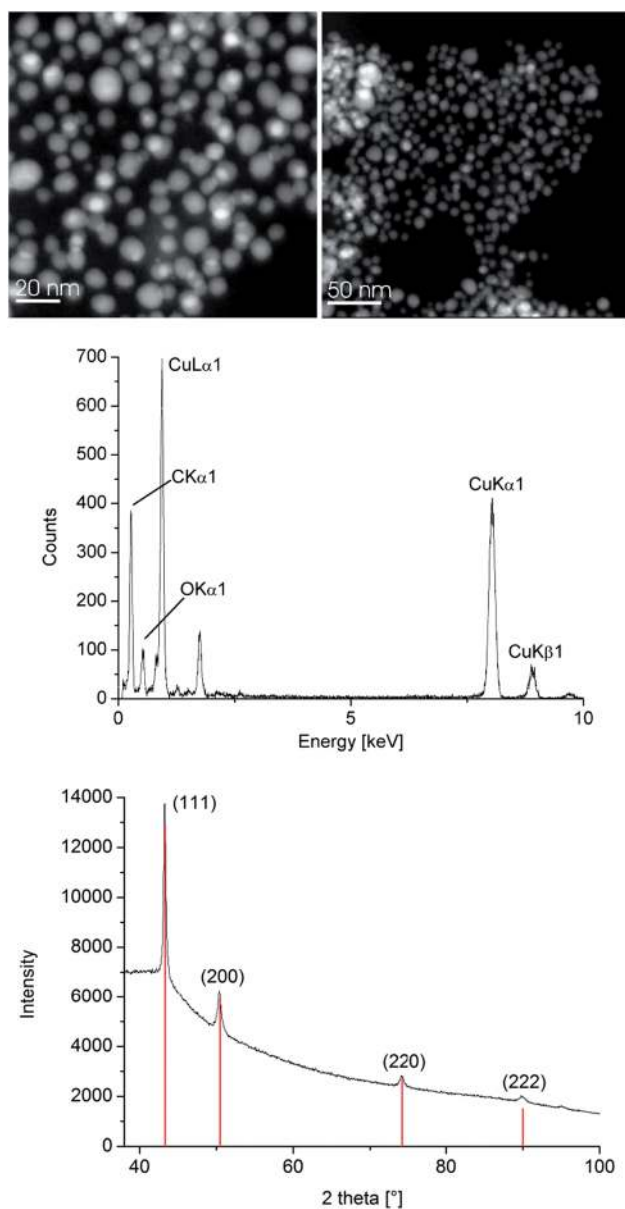 20 nm
50 nm
700
600
500
400
300
200
100
0
Counts
CuLα1
CKα1
OKα1
CuKα1
CuKβ1
0
5
10
Energy [keV]
14000
12000
10000
8000
6000
4000
2000
0
Intensity
(111)
(200)
(220)
(222)
40
60
80
100
2 theta [°]